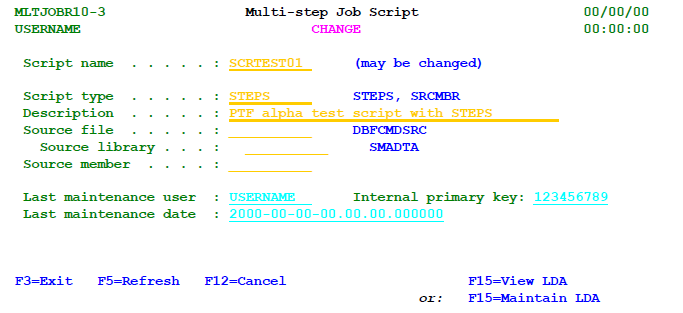 MLTJOBR10-3 Multi-step Job Script 00/00/00
USERNAME CHANGE 00:00:00
Script name . . . . . : SCRTEST01 (may be changed)
Script type . . . . . : STEPS STEPS, SRCMBR
Description . . . . . : PTF alpha test script with STEPS
Source file . . . . . : DBFCMDSRC
Source library . . . : SMADTA
Source member . . . . :
Last maintenance user : USERNAME Internal primary key: 123456789
Last maintenance date : 2000-00-00-00.00.00.000000
F3=Exit F5=Refresh F12=Cancel F15=View LDA
or: F15=Maintain LDA